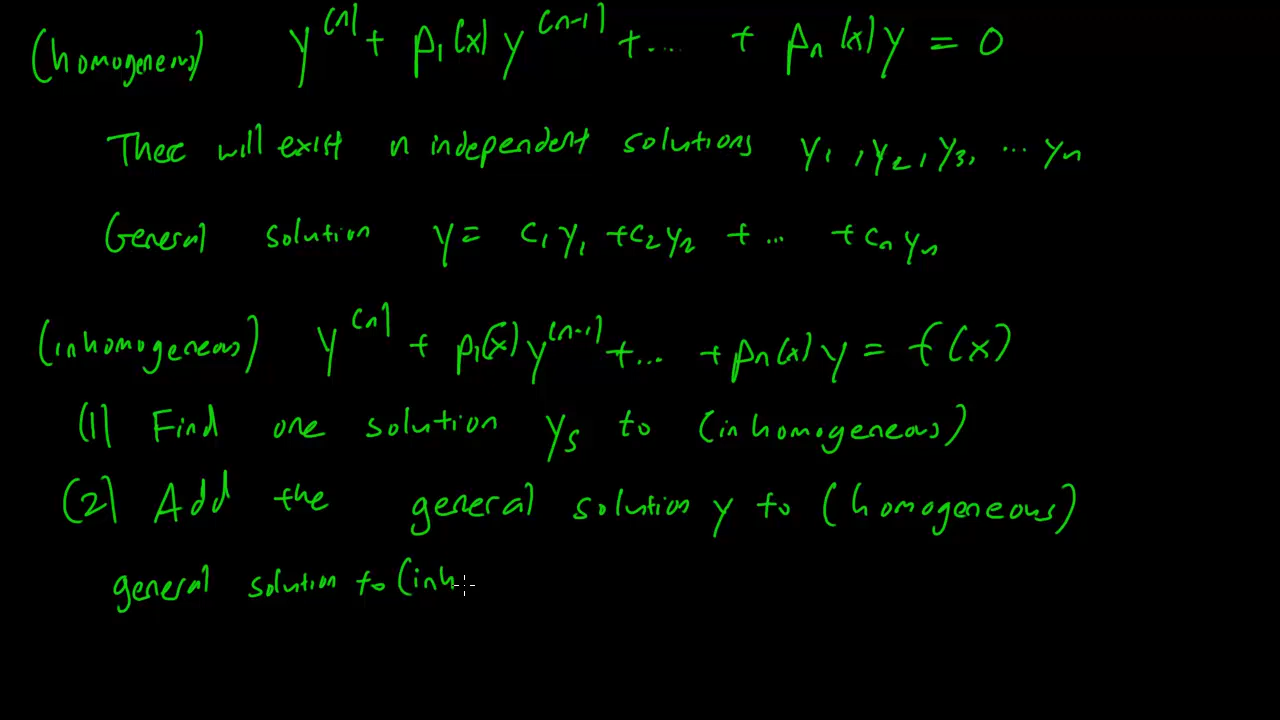 (homogeneous) y^(n) + p₁(x) y^(n-1) + .... + pₙ(x) y = 0
There will exist n independent solutions y₁, y₂, y₃, ... yₙ
General solution y = c₁y₁ + c₂y₂ + ... + cₙyₙ
(inhomogeneous) y^(n) + p₁(x) y^(n-1) + ... + pₙ(x) y = f(x)
(1) Find one solution yₛ to (inhomogeneous)
(2) Add the general solution y to (homogeneous)
general solution to (inh